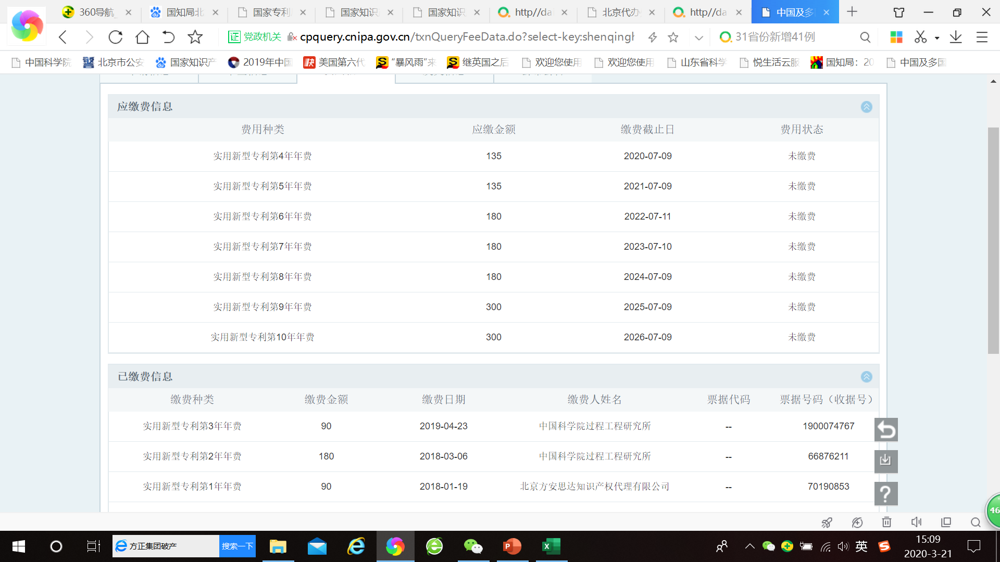 360导航_
国知局北
国家专利
国家知识
国家知识
http//da
北京代办
http//da
中国及多
证 党政机关 cpquery.cnipa.gov.cn/txnQueryFeeData.do?select-key:shenqingh
31省份新增41例
中国科学院
北京市公安
国家知识产
2019年中国
快 美国第六代
“暴风雨”来
继英国之后
欢迎您使用
欢迎您使用
山东省科学
悦生活云服
国知局：20
中国及多国
应缴费信息
费用种类 应缴金额 缴费截止日 费用状态
实用新型专利第4年年费 135 2020-07-09 未缴费
实用新型专利第5年年费 135 2021-07-09 未缴费
实用新型专利第6年年费 180 2022-07-11 未缴费
实用新型专利第7年年费 180 2023-07-10 未缴费
实用新型专利第8年年费 180 2024-07-09 未缴费
实用新型专利第9年年费 300 2025-07-09 未缴费
实用新型专利第10年年费 300 2026-07-09 未缴费
已缴费信息
缴费种类 缴费金额 缴费日期 缴费人姓名 票据代码 票据号码（收据号）
实用新型专利第3年年费 90 2019-04-23 中国科学院过程工程研究所 -- 1900074767
实用新型专利第2年年费 180 2018-03-06 中国科学院过程工程研究所 -- 66876211
实用新型专利第1年年费 90 2018-01-19 北京方安思达知识产权代理有限公司 -- 70190853
46
方正集团破产 搜索一下
英
15:09
2020-3-21